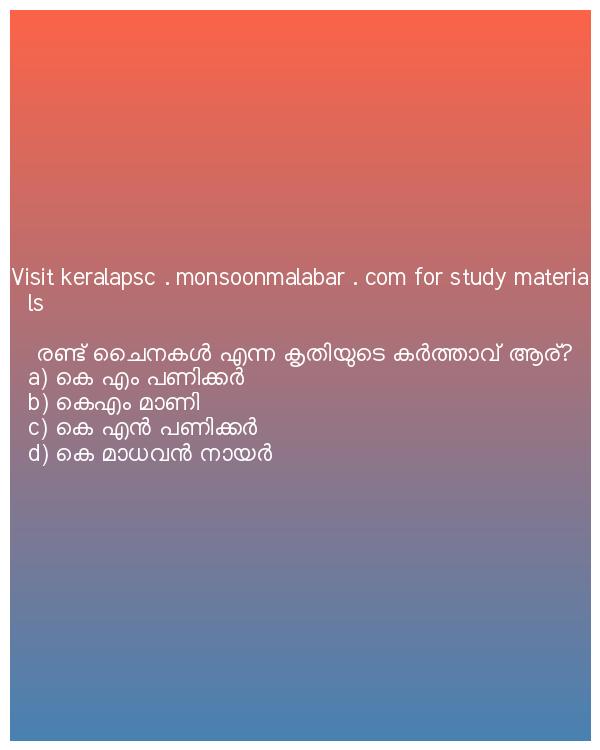 Visit keralapsc . monsoonmalabar . com for study materia
ls
രണ്ട് ചൈനകൾ എന്ന കൃതിയുടെ കർത്താവ് ആര്?
a) കെ എം പണിക്കർ
b) കെഎം മാണി
c) കെ എൻ പണിക്കർ
d) കെ മാധവൻ നായർ